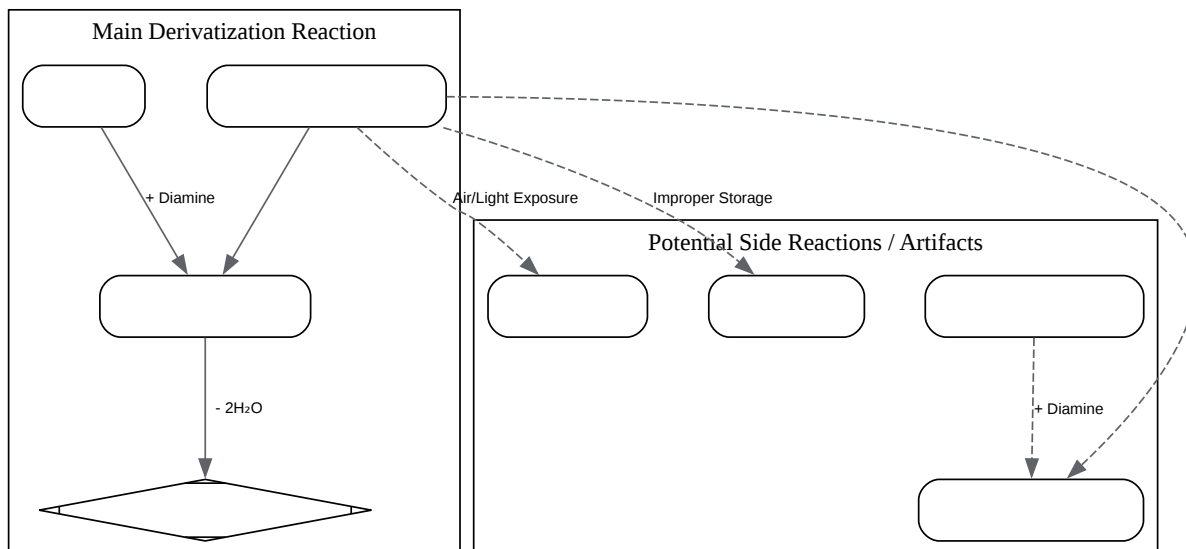 Main Derivatization Reaction
+ Diamine
Air/Light Exposure
Improper Storage
Potential Side Reactions / Artifacts
- 2H₂O
+ Diamine